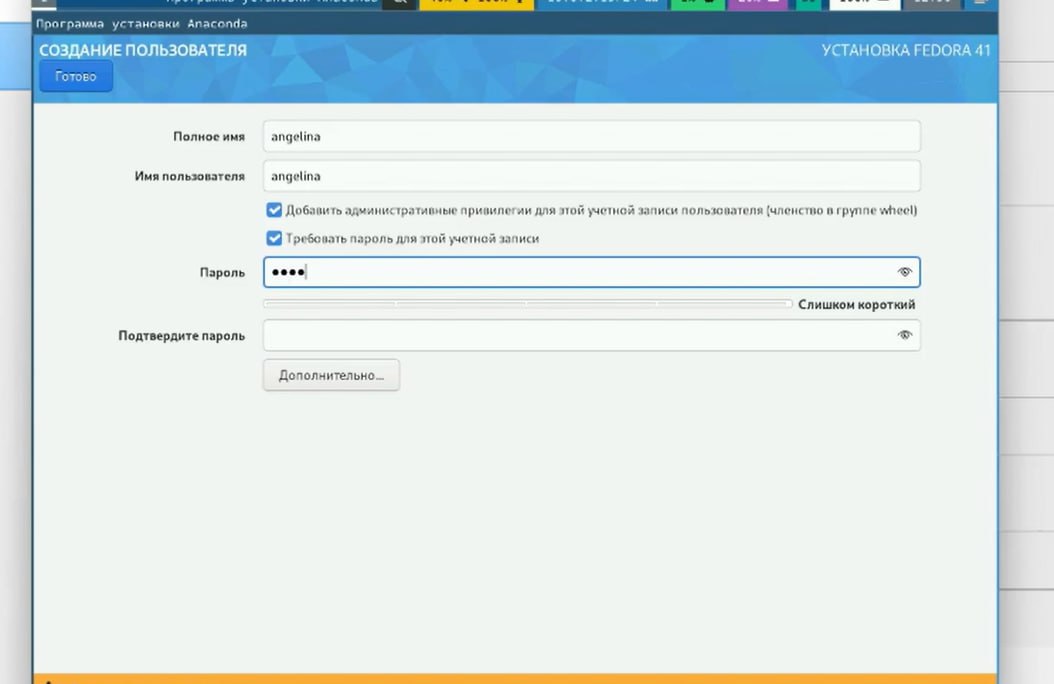 Программа установки Anaconda
СОЗДАНИЕ ПОЛЬЗОВАТЕЛЯ
УСТАНОВКА FEDORA 41
Готово
Полное имя
angelina
Имя пользователя
angelina
Добавить административные привилегии для этой учетной записи пользователя (членство в группе wheel)
Требовать пароль для этой учетной записи
Пароль
••••
Слишком короткий
Подтвердите пароль
Дополнительно...